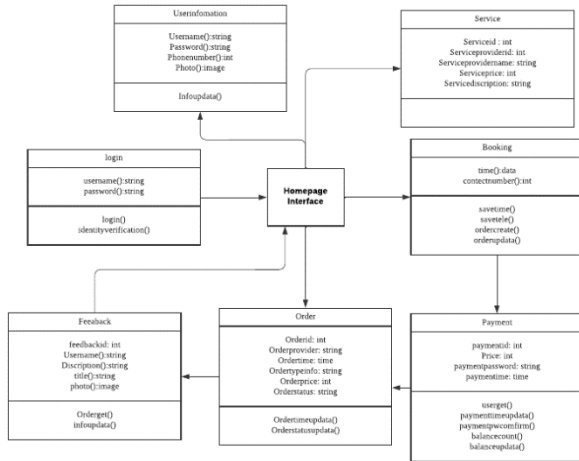 Userinfomation
Username():string
Password():string
Phonenumber():int
Photo():image
Infoupdata()
Service
Serviceid : int
Serviceproviderid: int
Serviceprovidername: string
Serviceprice: int
Servicediscription: string
login
username():string
password():string
login()
identityverification()
Homepage
Interface
Booking
time():data
contectnumber():int
savetime()
savetele()
ordercreate()
orderupdata()
Feeaback
feedbackid: int
Username():string
Discription():string
title():string
photo():image
Orderget()
infoupdata()
Order
Orderid: int
Orderprovider: string
Ordertime: time
Ordertypeinfo: string
Orderprice: int
Orderstatus: string
Ordertimeupdata()
Orderstatusupdata()
Payment
paymentid: int
Price: int
paymentpassword: string
paymentime: time
userget()
paymenttimeupdata()
paymentpwcomfirm()
balancecount()
balanceupdata()